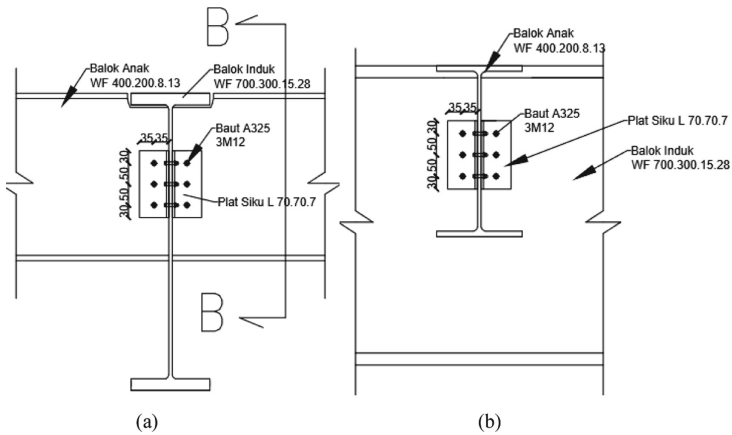 B
Balok Anak
WF 400.200.8.13
Balok Induk
WF 700.300.15.28
35 35
Baut A325
3M12
30 50 50 30
Plat Siku L 70.70.7
B
(a)
Balok Anak
WF 400.200.8.13
35 35
Baut A325
3M12
Plat Siku L 70.70.7
30 50 50 30
Balok Induk
WF 700.300.15.28
(b)